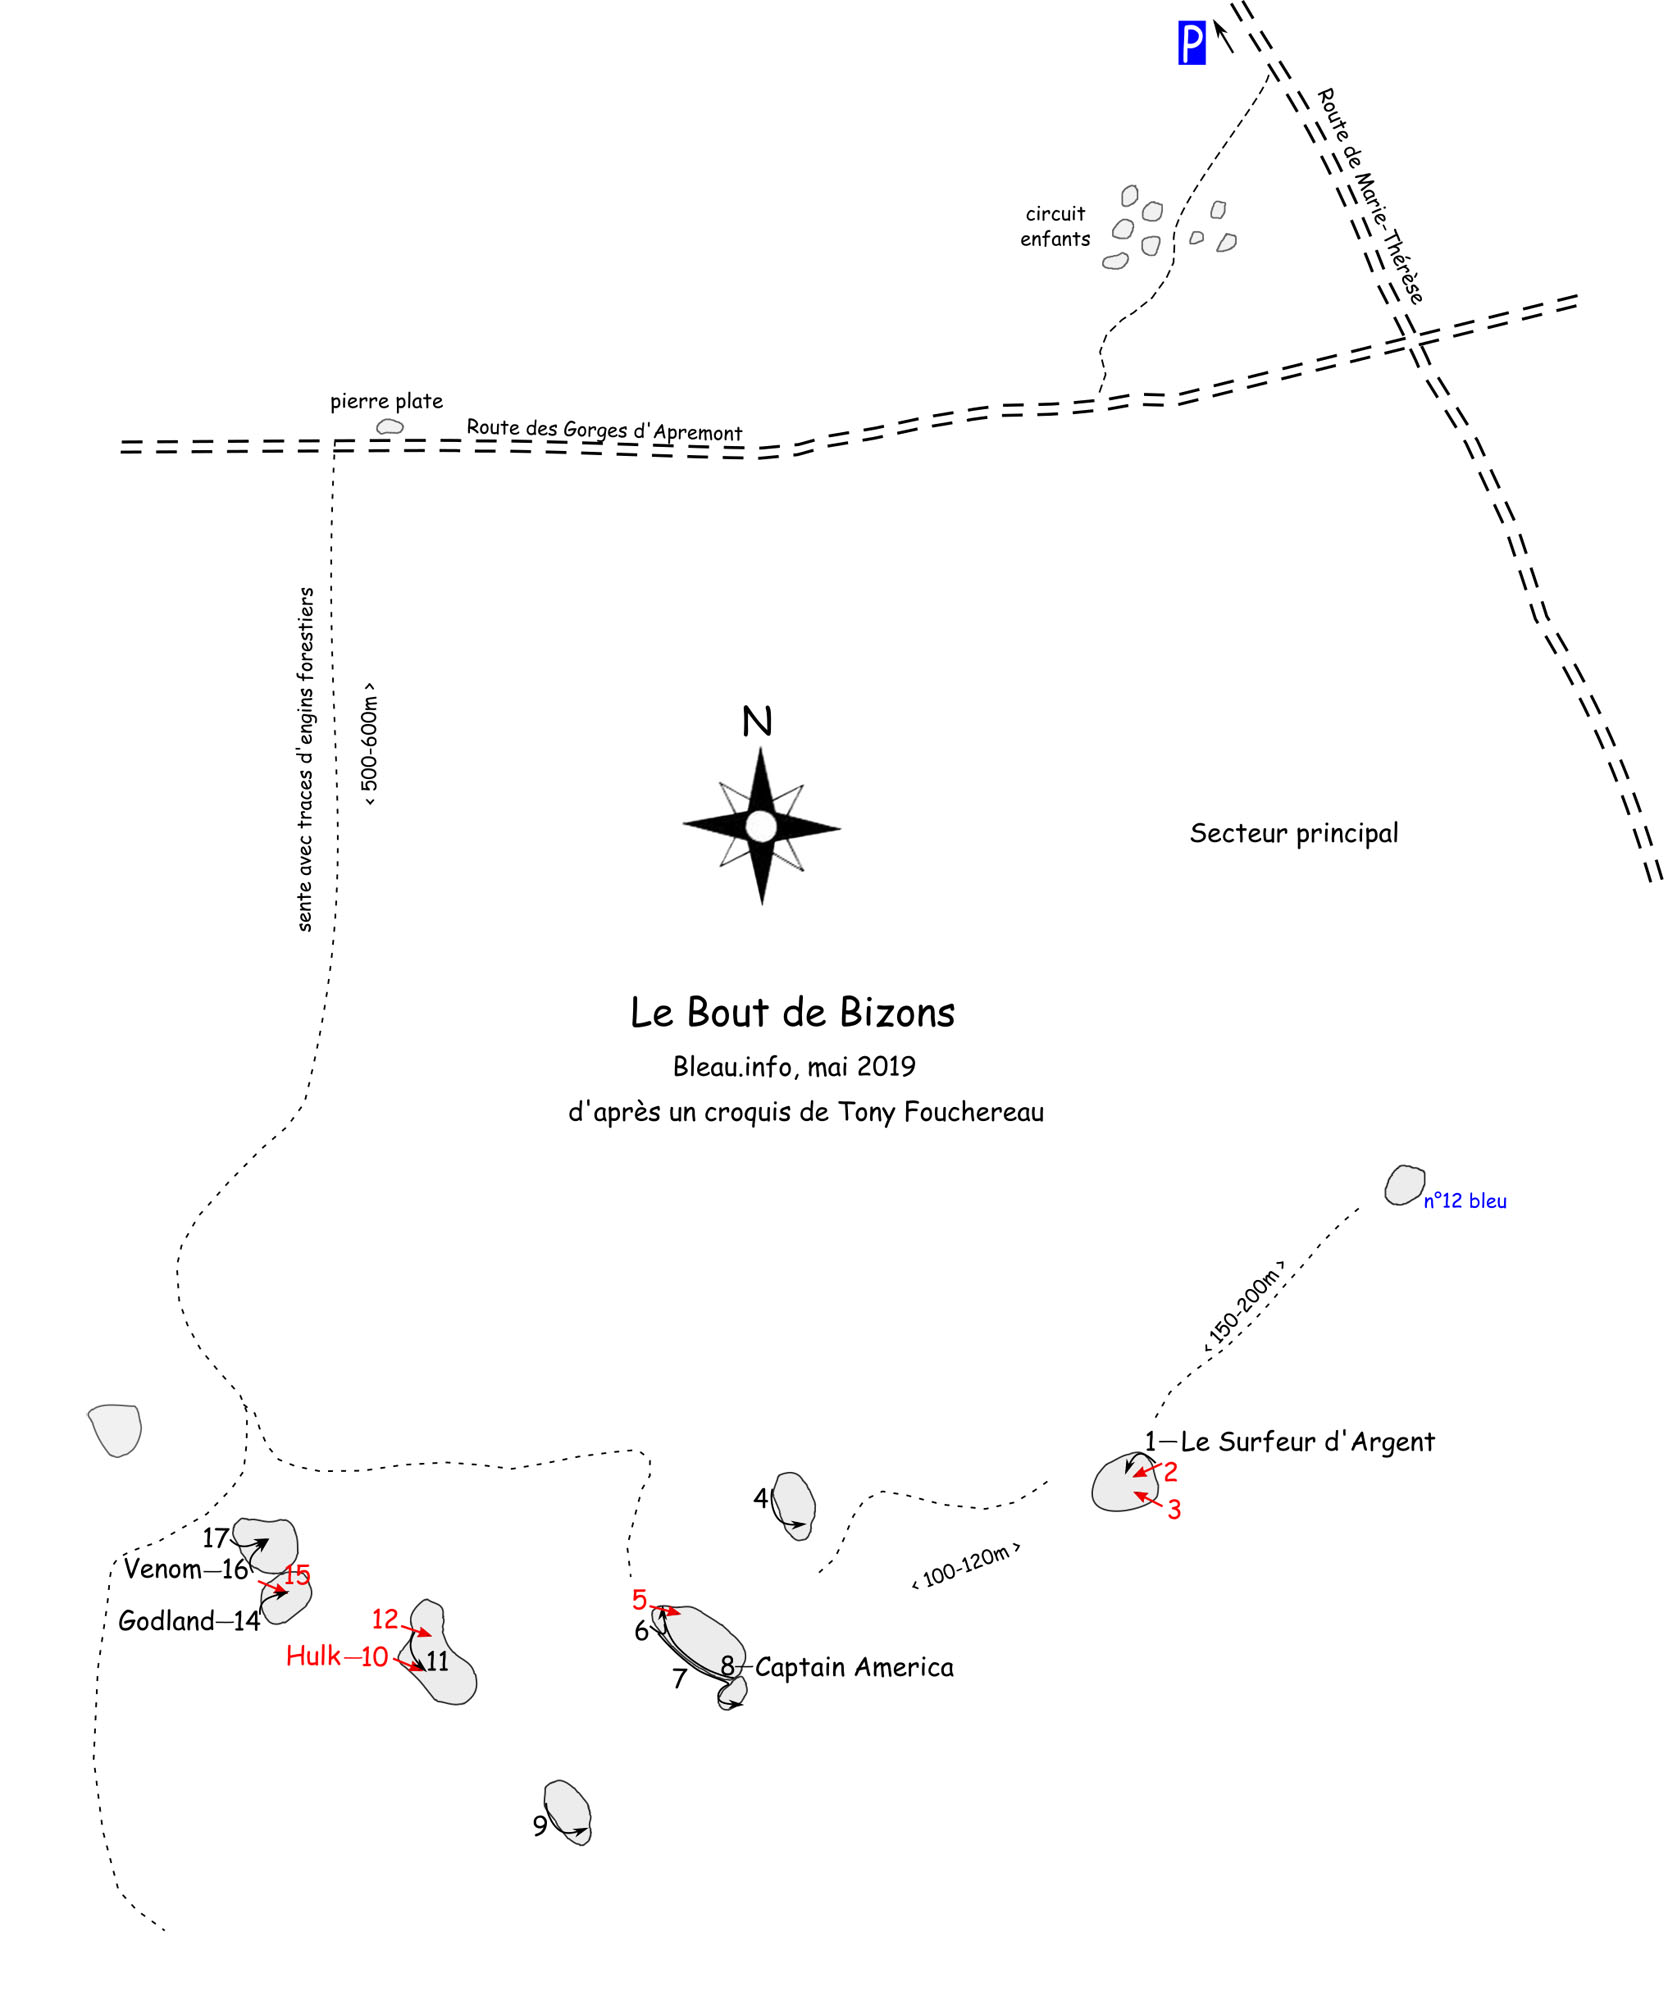 P
Route de Marie-Thérèse
circuit
enfants
pierre plate
Route des Gorges d'Apremont
sente avec traces d'engins forestiers
< 500-600m >
N
Secteur principal
Le Bout de Bizons
Bleau.info, mai 2019
d'après un croquis de Tony Fouchereau
n°12 bleu
< 150-200m >
1—Le Surfeur d'Argent
2
3
4
< 100-120m >
17
Venom—16
15
Godland—14
12
Hulk—10
11
5
6
7
8—Captain America
9